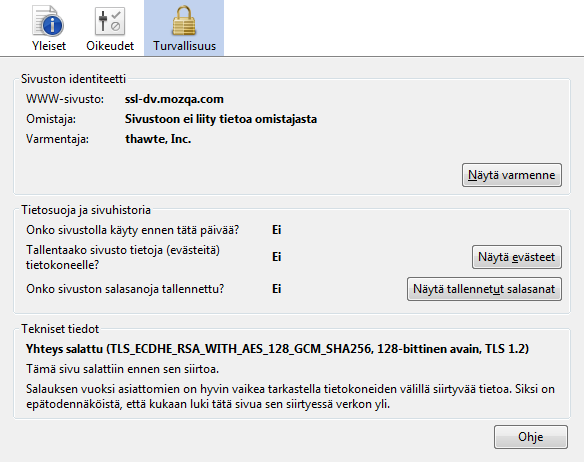 Yleiset Oikeudet Turvallisuus
Sivuston identiteetti
WWW-sivusto: ssl-dv.mozqa.com
Omistaja: Sivustoon ei liity tietoa omistajasta
Varmentaja: thawte, Inc.
Näytä varmenne
Tietosuoja ja sivuhistoria
Onko sivustolla käyty ennen tätä päivää? Ei
Tallentaako sivusto tietoja (evästeitä)
tietokoneelle? Ei Näytä evästeet
Onko sivuston salasanoja tallennettu? Ei Näytä tallennetut salasanat
Tekniset tiedot
Yhteys salattu (TLS_ECDHE_RSA_WITH_AES_128_GCM_SHA256, 128-bittinen avain, TLS 1.2)
Tämä sivu salattiin ennen sen siirtoa.
Salauksen vuoksi asiattomien on hyvin vaikea tarkastella tietokoneiden välillä siirtyvää tietoa. Siksi on
epätodennäköistä, että kukaan luki tätä sivua sen siirtyessä verkon yli.
Ohje